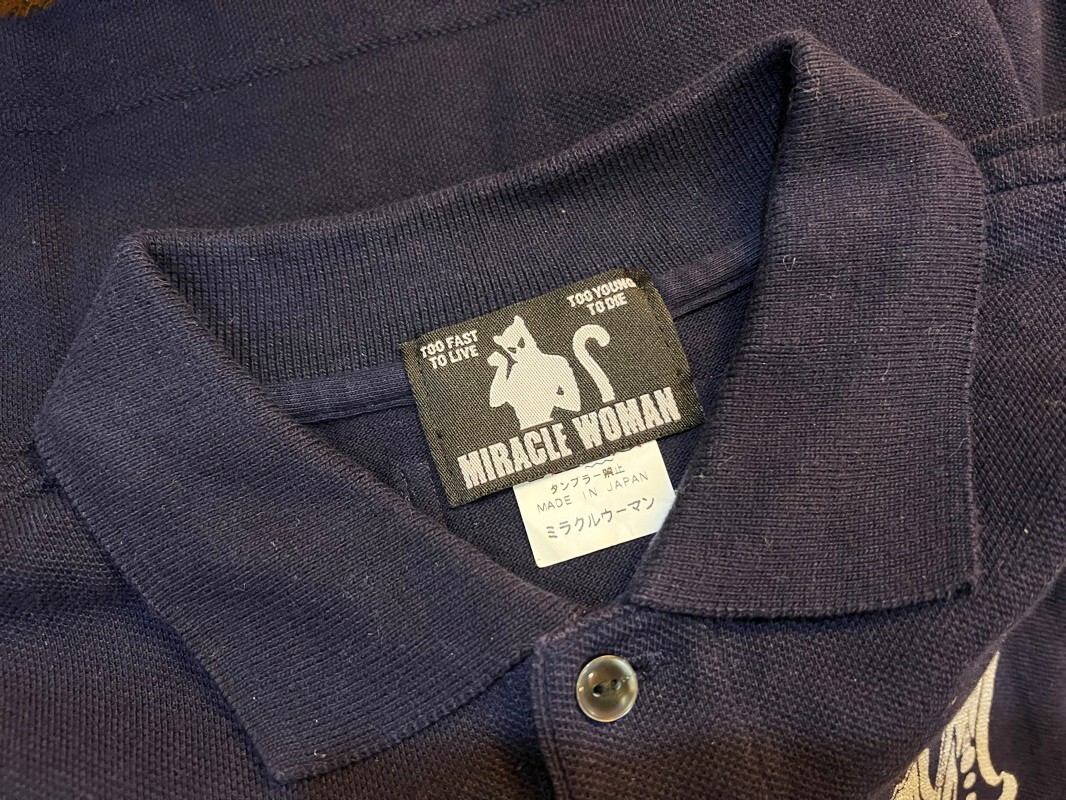 TOO FAST
TO LIVE
TOO YOUNG
TO DIE
MIRACLE WOMAN
タンブラー禁止
MADE IN JAPAN
ミラクルウーマン